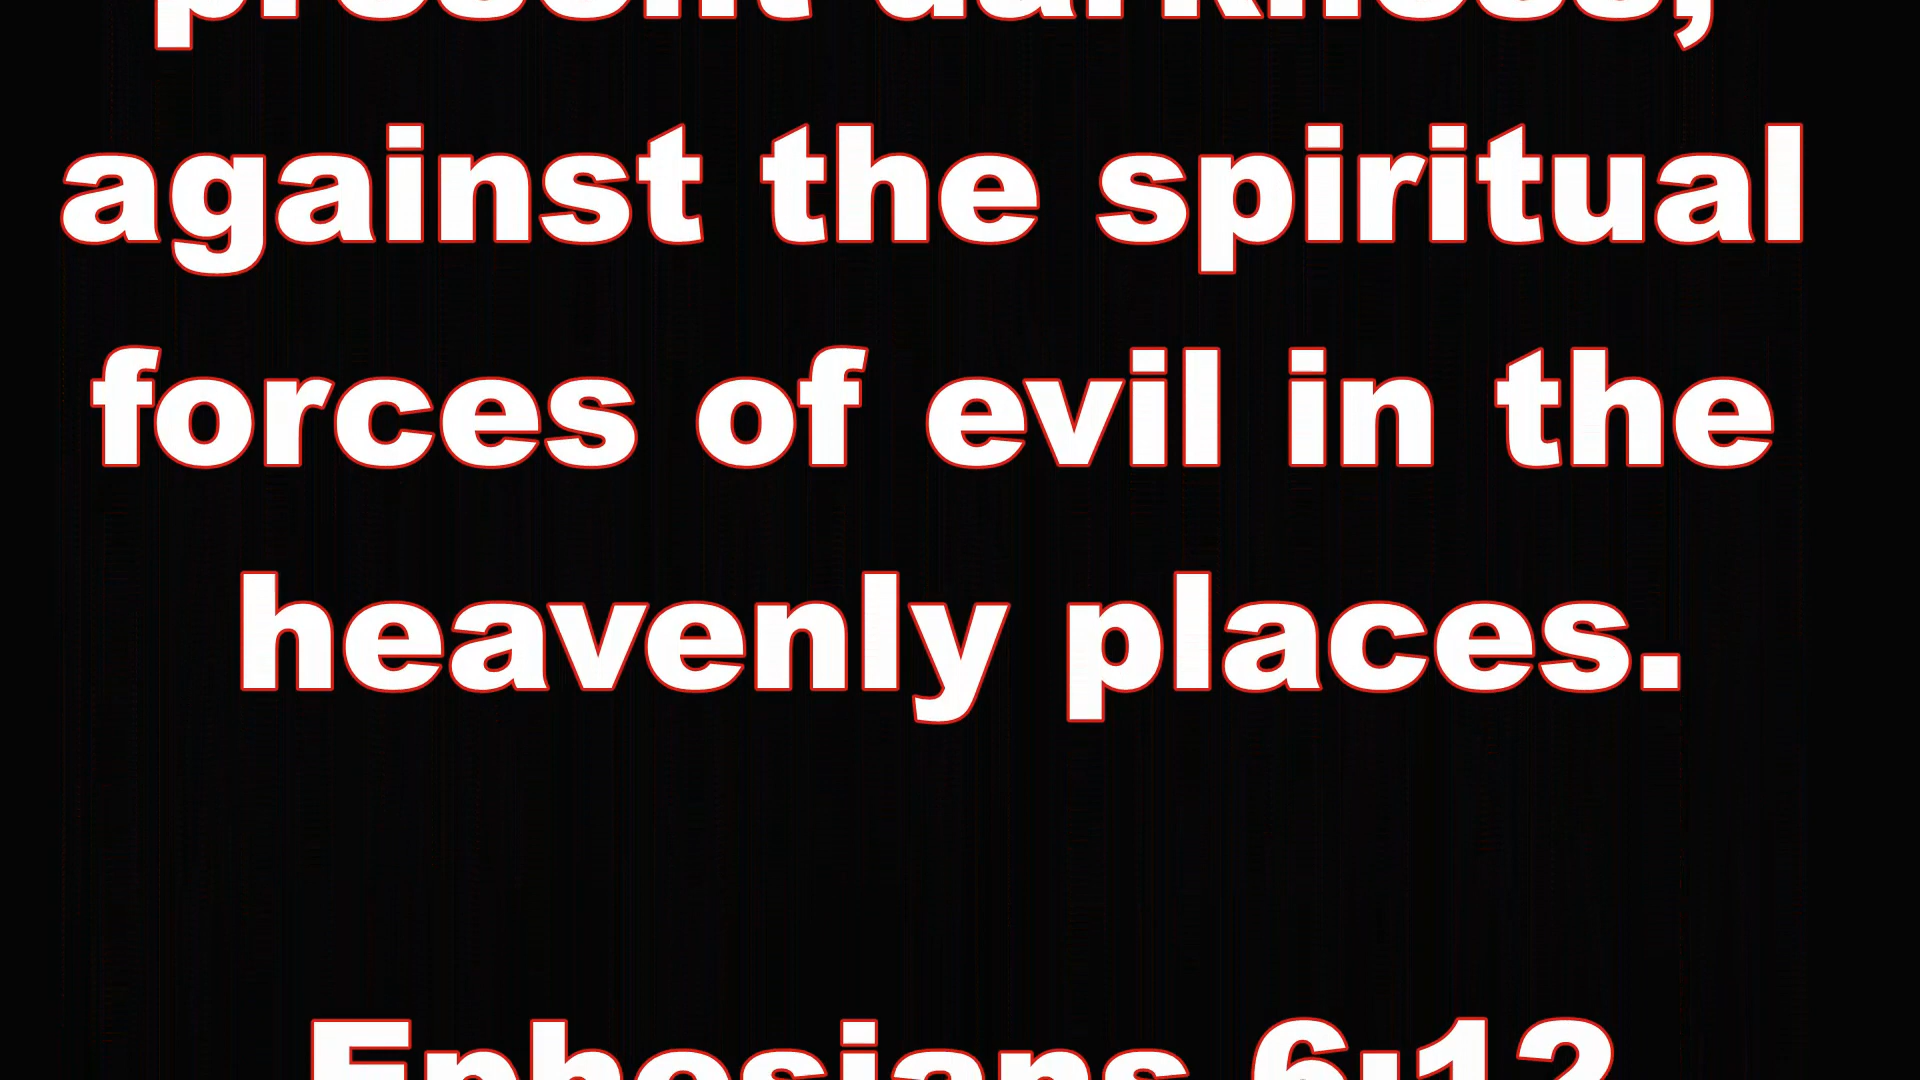 present darkness,
against the spiritual
forces of evil in the
heavenly places.
Ephesians 6:12